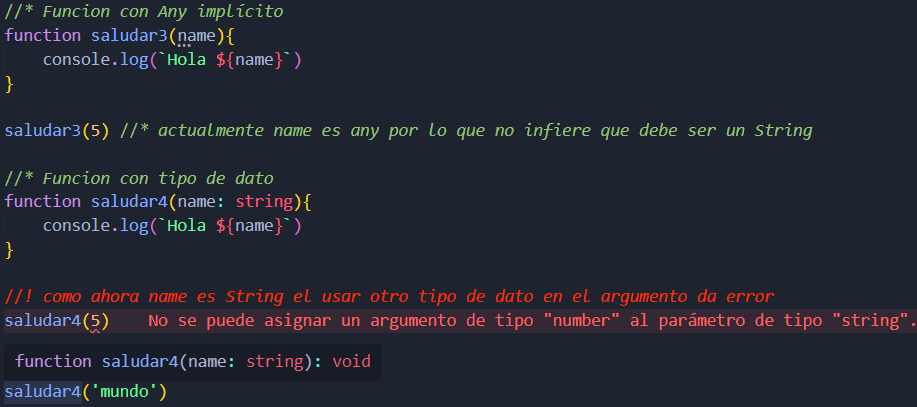 //* Funcion con Any implícito
function saludar3(name){
    console.log(`Hola ${name}`)
}
saludar3(5) //* actualmente name es any por lo que no infiere que debe ser un String
//* Funcion con tipo de dato
function saludar4(name: string){
    console.log(`Hola ${name}`)
}
//! como ahora name es String el usar otro tipo de dato en el argumento da error
saludar4(5)    No se puede asignar un argumento de tipo "number" al parámetro de tipo "string".
function saludar4(name: string): void
saludar4('mundo')